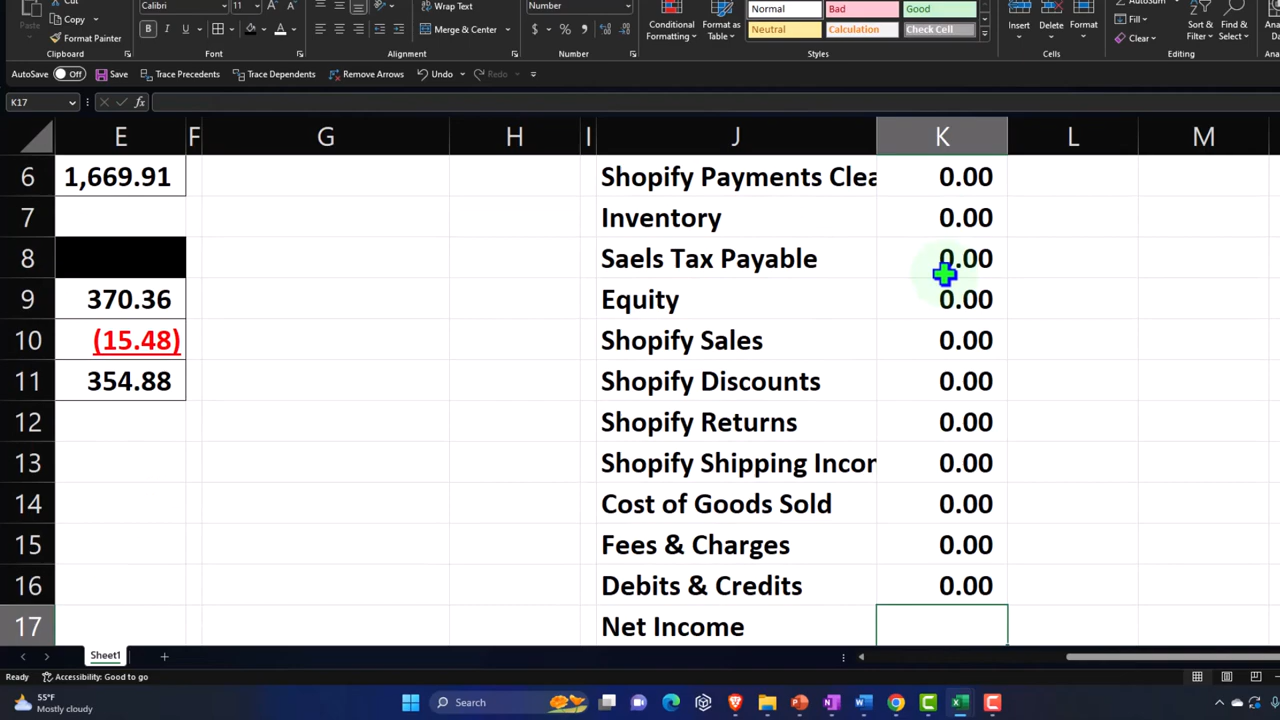 Copy
Calibri
11
Wrap Text
Number
Normal
Bad
Good
AutoSum
Format Painter
Merge & Center
Conditional Formatting
Format as Table
Neutral
Calculation
Check Cell
Insert
Delete
Format
Fill
Clear
Sort & Filter
Find & Select
Clipboard
Font
Alignment
Number
Styles
Cells
Editing
AutoSave Off Save Trace Precedents Trace Dependents Remove Arrows Undo Redo
K17 fx
E F G H I J K L M
6 1,669.91 Shopify Payments Clea 0.00
7 Inventory 0.00
8 Saels Tax Payable 0.00
9 370.36 Equity 0.00
10 (15.48) Shopify Sales 0.00
11 354.88 Shopify Discounts 0.00
12 Shopify Returns 0.00
13 Shopify Shipping Incom 0.00
14 Cost of Goods Sold 0.00
15 Fees & Charges 0.00
16 Debits & Credits 0.00
17 Net Income
Sheet1
Ready Accessibility: Good to go
55°F
Mostly cloudy
Search